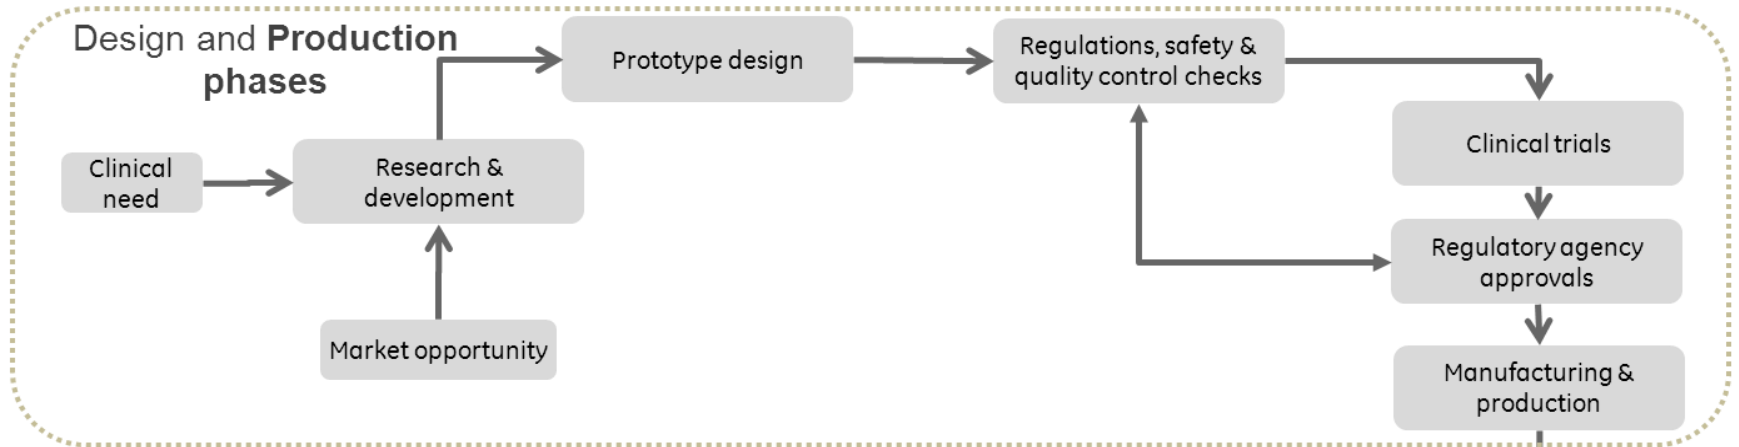 Design and Production
phases
Prototype design
Regulations, safety &
quality control checks
Clinical trials
Clinical
need
Research &
development
Regulatory agency
approvals
Market opportunity
Manufacturing &
production